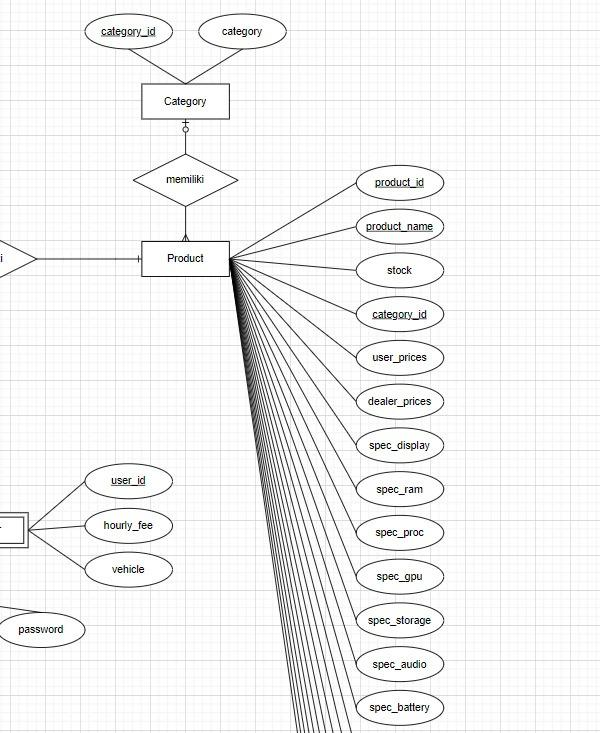 category_id
category
Category
memiliki
product_id
product_name
i
Product
stock
category_id
user_prices
dealer_prices
spec_display
user_id
spec_ram
hourly_fee
spec_proc
vehicle
spec_gpu
password
spec_storage
spec_audio
spec_battery